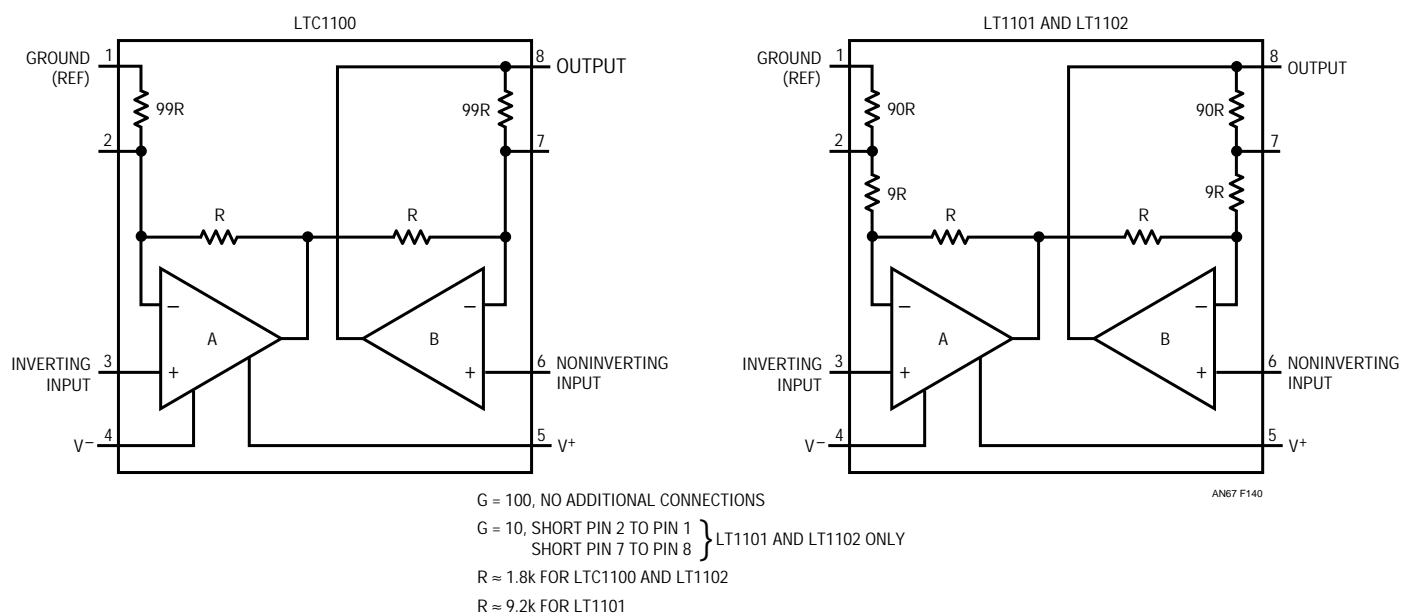 LTC1100
GROUND
(REF)
1
8
OUTPUT
99R
99R
2
7
R
R
A
B
−
+
−
+
INVERTING
INPUT
3
6
NONINVERTING
INPUT
V−
4
5
V+
LT1101 AND LT1102
GROUND
(REF)
1
8
OUTPUT
90R
90R
2
7
9R
9R
R
R
A
B
−
+
−
+
INVERTING
INPUT
3
6
NONINVERTING
INPUT
V−
4
5
V+
AN67 F140
G = 100, NO ADDITIONAL CONNECTIONS
G = 10, SHORT PIN 2 TO PIN 1
SHORT PIN 7 TO PIN 8
} LT1101 AND LT1102 ONLY
R ≈ 1.8k FOR LTC1100 AND LT1102
R ≈ 9.2k FOR LT1101